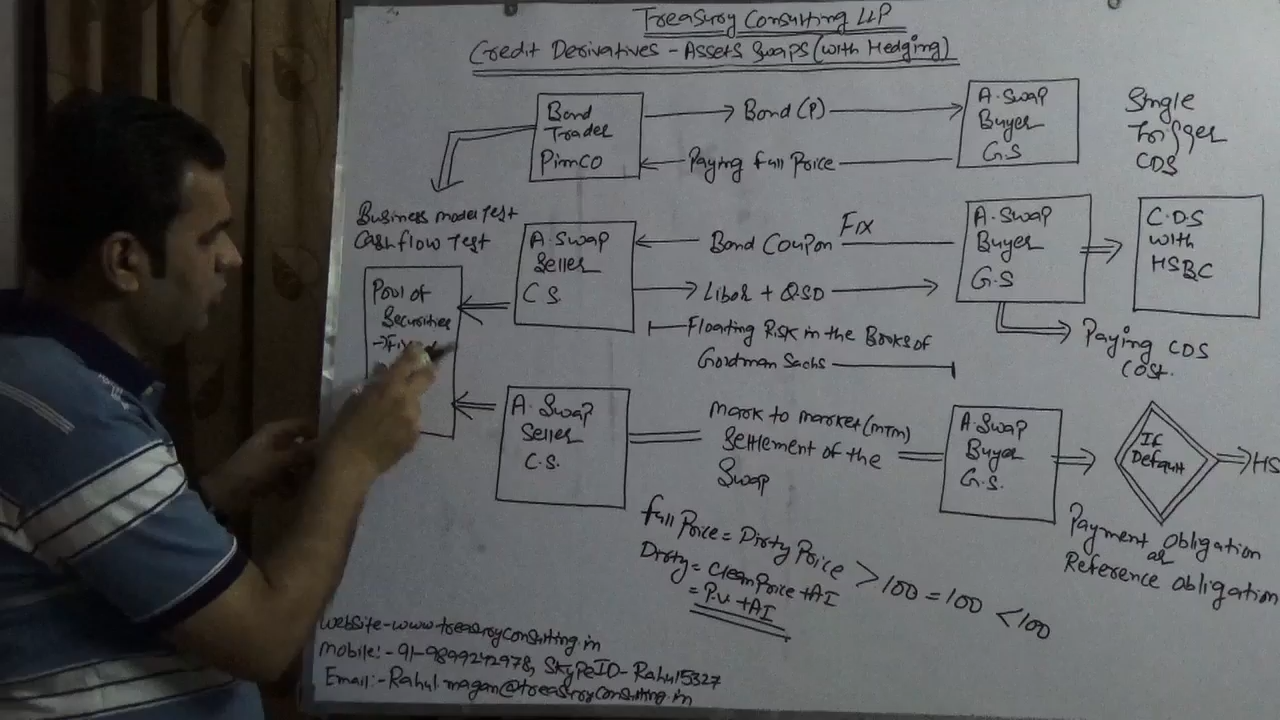 Treasury Consulting LLP
Credit Derivatives - Assets Swaps (with Hedging)
Bond
Trader
Pimco
Bond (P)
Paying full Price
A. Swap
Buyer
G.S
Single
Trigger
CDS
Business model Test
Cashflow Test
A. Swap
Seller
C S.
Bond Coupon Fix
Libor + QSD
A. Swap
Buyer
G.S
C.D.S
with
HSBC
Floating Risk in the Books of
Goldman Sachs
Paying CDS
Cost.
Pool of
Securities
A. Swap
Seller
C.S.
Mark to market (MTM)
Settlement of the
Swap
A. Swap
Buyer
G.S.
If
Default
HS
Payment obligation
or
Reference obligation
full Price = Dirty Price > 100 = 100 < 100
Dirty = Clean Price + AI
= PV + AI
website - www.treasuryconsulting.in
Mobile:- 91-9899242978, Skype ID - Rahul5327
Email:- Rahul.magan@treasuryconsulting.in